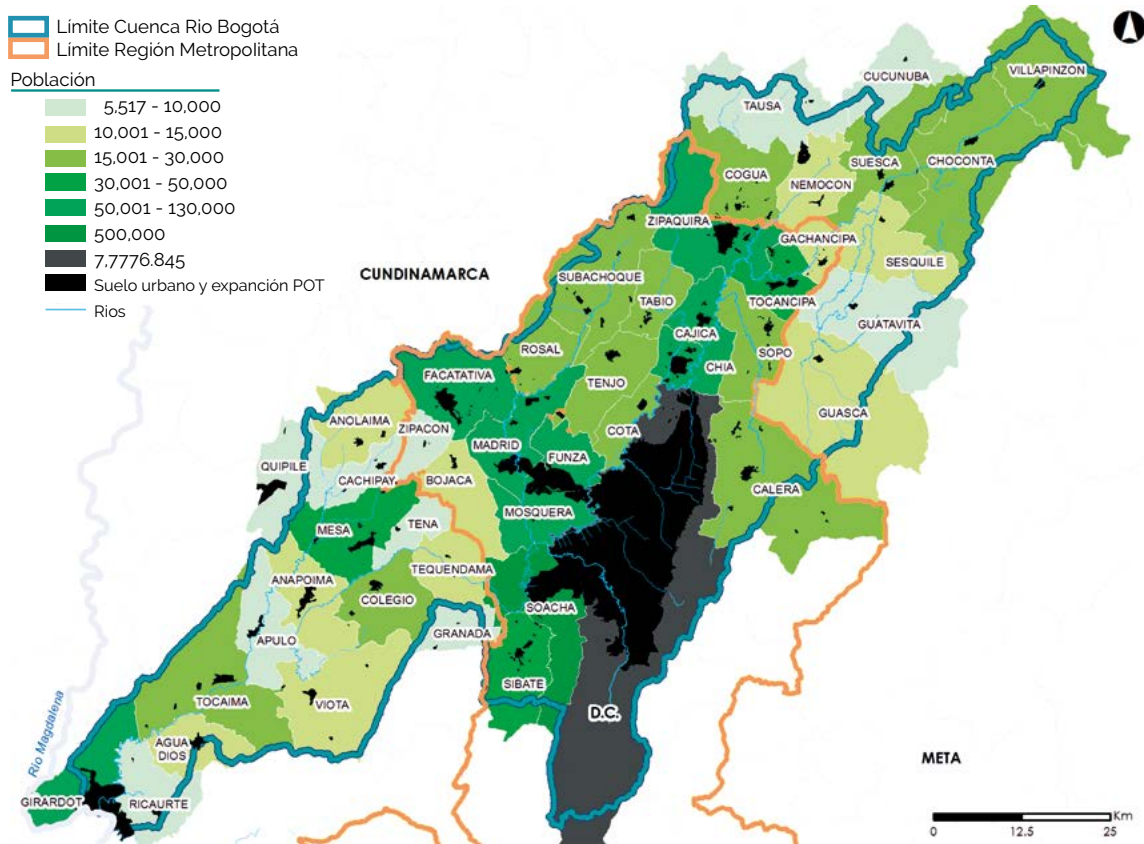 Límite Cuenca Rio Bogotá
Límite Región Metropolitana
Población
5,517 - 10,000
10,001 - 15,000
15,001 - 30,000
30,001 - 50,000
50,001 - 130,000
500,000
7,7776.845
Suelo urbano y expansión POT
Rios
CUCUNUBA
VILLAPINZON
TAUSA
SUESCA
CHOCONTA
COGUA
NEMOCON
ZIPAQUIRA
GACHANCIPA
SESQUILE
CUNDINAMARCA
SUBACHOQUE
TABIO
TOCANCIPA
GUATAVITA
CAJICA
ROSAL
SOPO
CHIA
FACATATIVA
TENJO
GUASCA
ANOLAIMA
ZIPACON
COTA
MADRID
FUNZA
QUIPILE
CACHIPAY
BOJACA
CALERA
MOSQUERA
TENA
MESA
TEQUENDAMA
ANAPOIMA
COLEGIO
SOACHA
GRANADA
APULO
SIBATE
TOCAIMA
VIOTA
D.C.
Río Magdalena
AGUA
DIOS
META
GIRARDOT
RICAURTE
Km
0 12.5 25